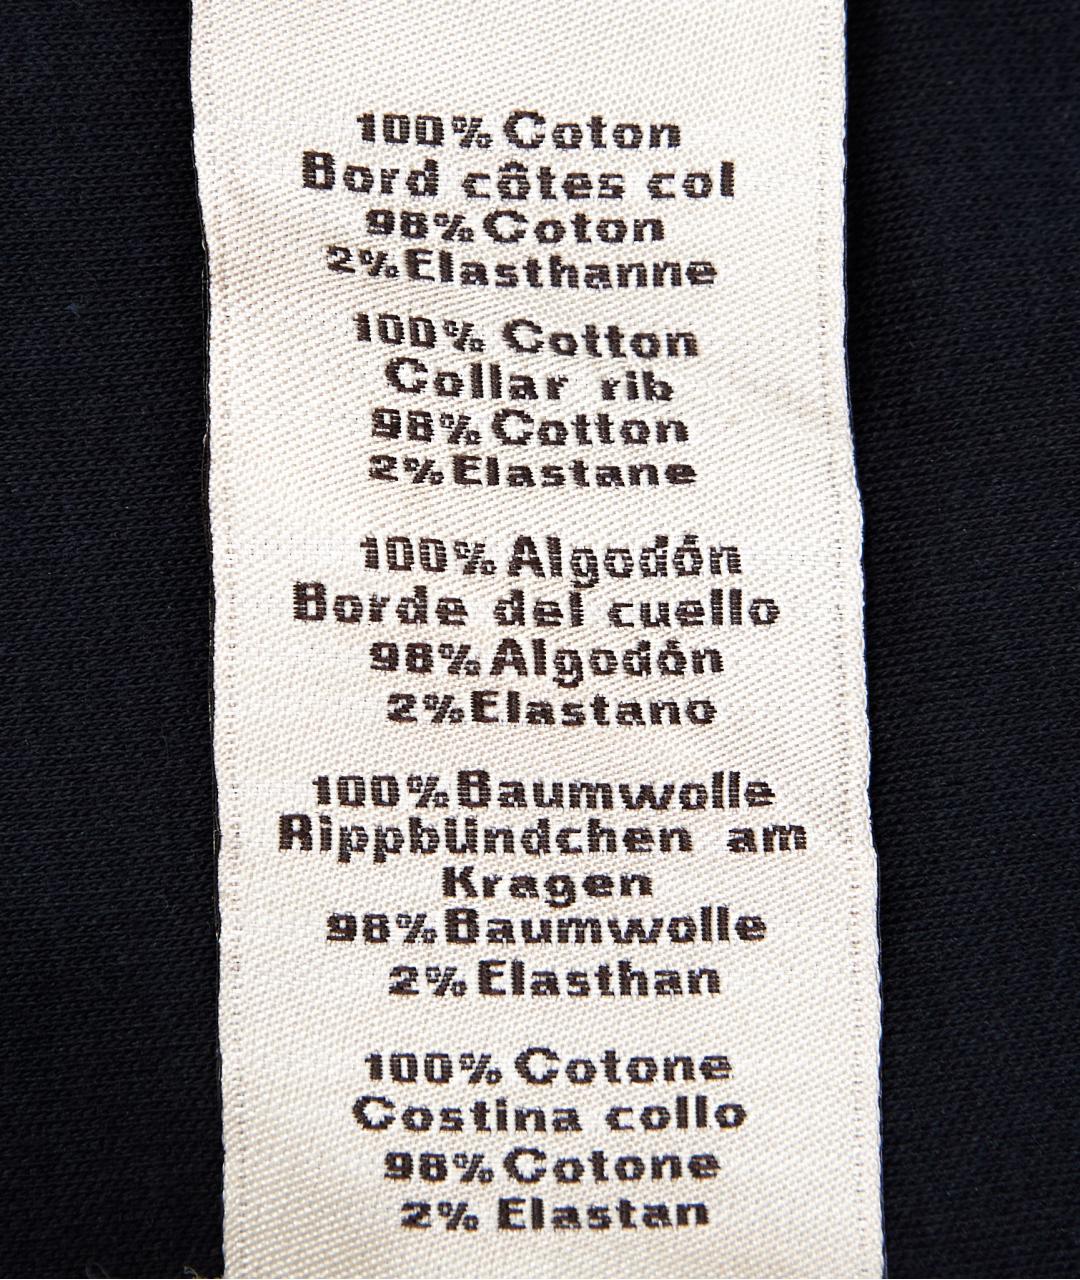 100% Coton
Bord côtes col
98% Coton
2% Elasthanne
100% Cotton
Collar rib
98% Cotton
2% Elastane
100% Algodón
Borde del cuello
98% Algodón
2% Elastano
100% Baumwolle
Rippbündchen am
Kragen
98% Baumwolle
2% Elasthan
100% Cotone
Costina collo
98% Cotone
2% Elastan